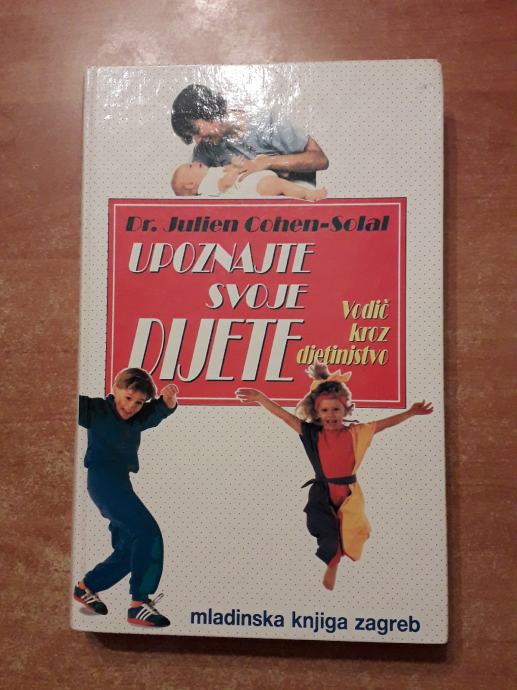 Dr. Julien Cohen-Solal
UPOZNAJTE
SVOJE
DIJETE
Vodič
kroz
djetinjstvo
mladinska knjiga zagreb